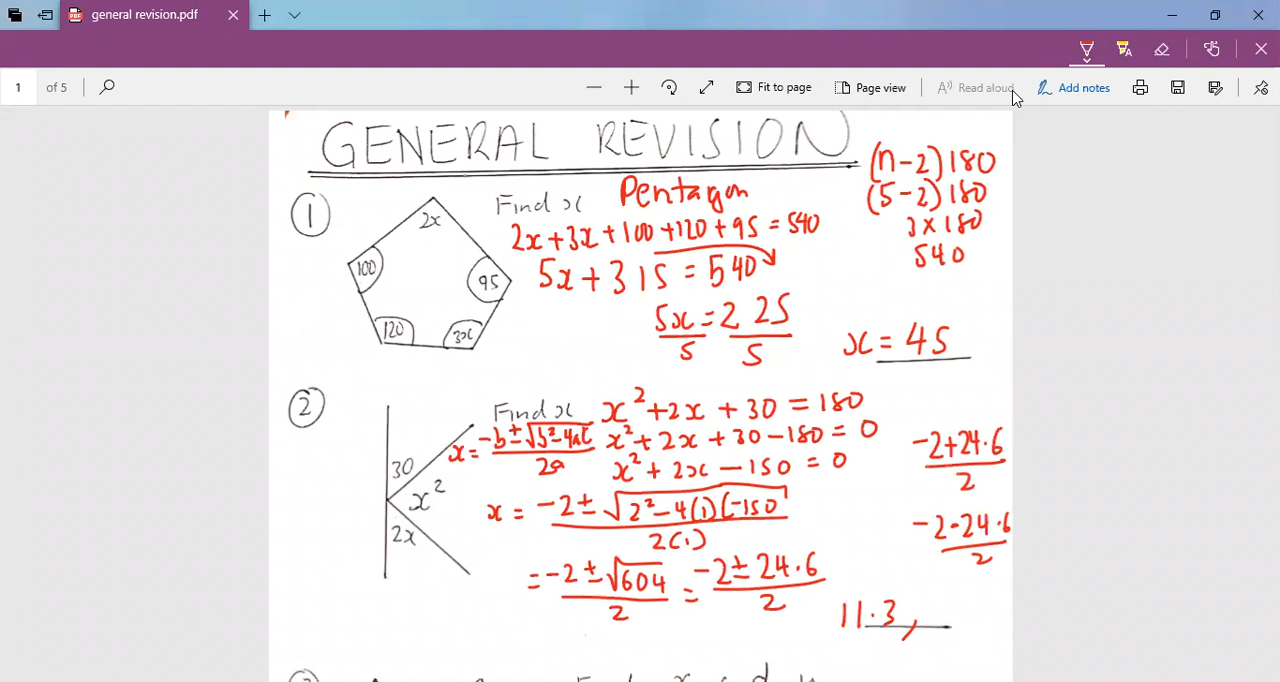 general revision.pdf
1 of 5
Fit to page
Page view
Read aloud
Add notes
GENERAL REVISION
(n-2)180
(5-2)180
3×180
540
1
Find x
Pentagon
2x
100
95
120
3x
2x+3x+100+120+95=540
5x+315=540
5x/5=225/5
x=45
2
Find x
x²+2x+30=180
x=(-b±√(b²-4ac))/2a
x²+2x+30-180=0
x²+2x-150=0
30
x²
2x
x=(-2±√(2²-4(1)(-150))/2(1)
=(-2±√604)/2=(-2±24.6)/2
(-2+24.6)/2
(-2-24.6)/2
11.3,